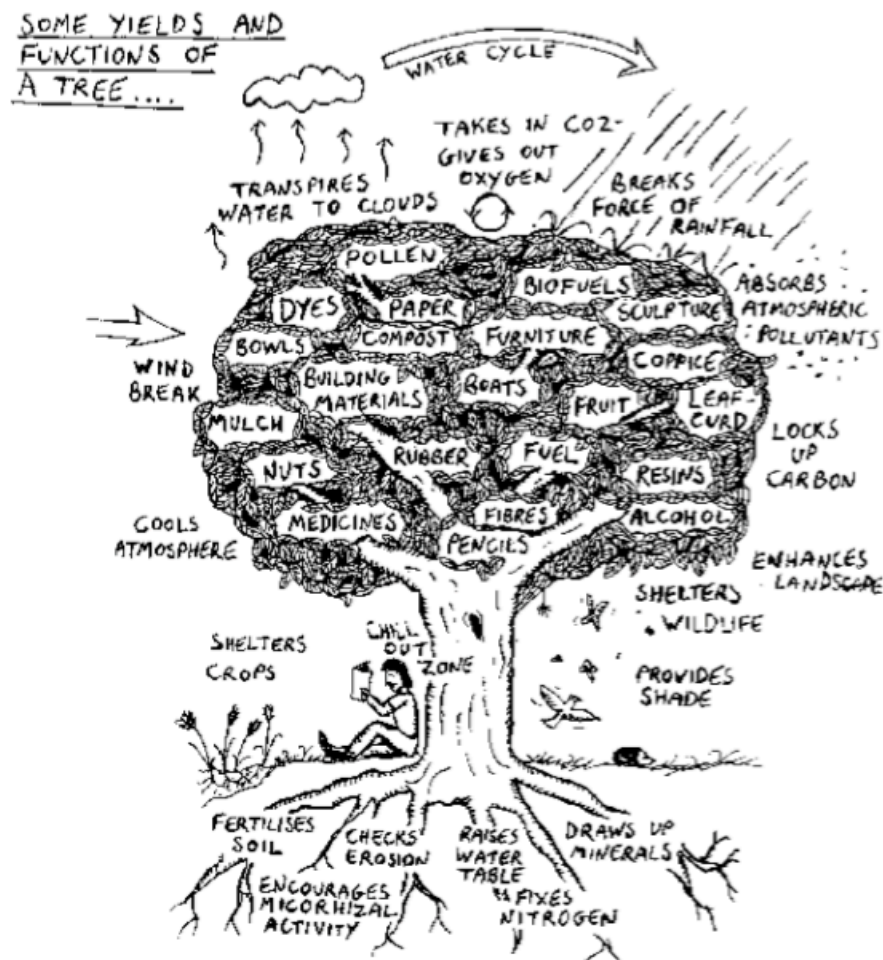 SOME YIELDS AND
FUNCTIONS OF
A TREE....
WATER CYCLE
TAKES IN CO2-
GIVES OUT
OXYGEN
TRANSPIRES
WATER TO CLOUDS
BREAKS
FORCE OF
RAINFALL
ABSORBS
ATMOSPHERIC
POLLUTANTS
WIND
BREAK
POLLEN
BIOFUELS
DYES
PAPER
SCULPTURE
BOWLS
COMPOST
FURNITURE
COPPICE
BUILDING
MATERIALS
BOATS
FRUIT
LEAF-
CURD
MULCH
RUBBER
FUEL
NUTS
RESINS
MEDICINES
FIBRES
ALCOHOL
PENCILS
LOCKS
UP
CARBON
COOLS
ATMOSPHERE
ENHANCES
LANDSCAPE
SHELTERS
WILDLIFE
SHELTERS
CROPS
CHILL
OUT
ZONE
PROVIDES
SHADE
FERTILISES
SOIL
CHECKS
EROSION
RAISES
WATER
TABLE
DRAWS UP
MINERALS
ENCOURAGES
MICORHIZAL
ACTIVITY
FIXES
NITROGEN